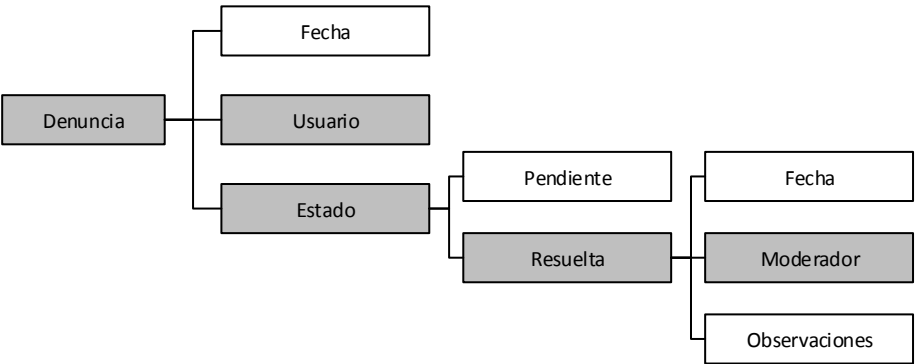 Fecha
Denuncia
Usuario
Estado
Pendiente
Resuelta
Fecha
Moderador
Observaciones